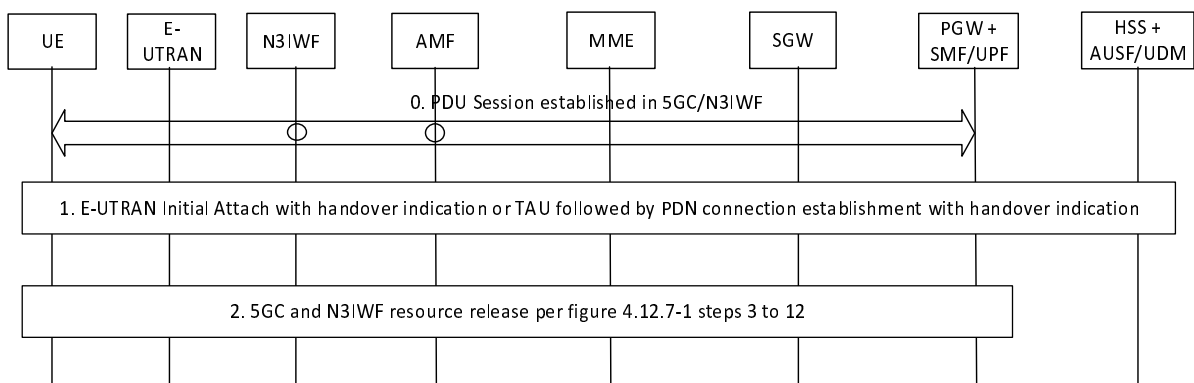 UE
E-
UTRAN
N3IWF
AMF
MME
SGW
PGW +
SMF/UPF
HSS +
AUSF/UDM
0. PDU Session established in 5GC/N3IWF
1. E-UTRAN Initial Attach with handover indication or TAU followed by PDN connection establishment with handover indication
2. 5GC and N3IWF resource release per figure 4.12.7-1 steps 3 to 12